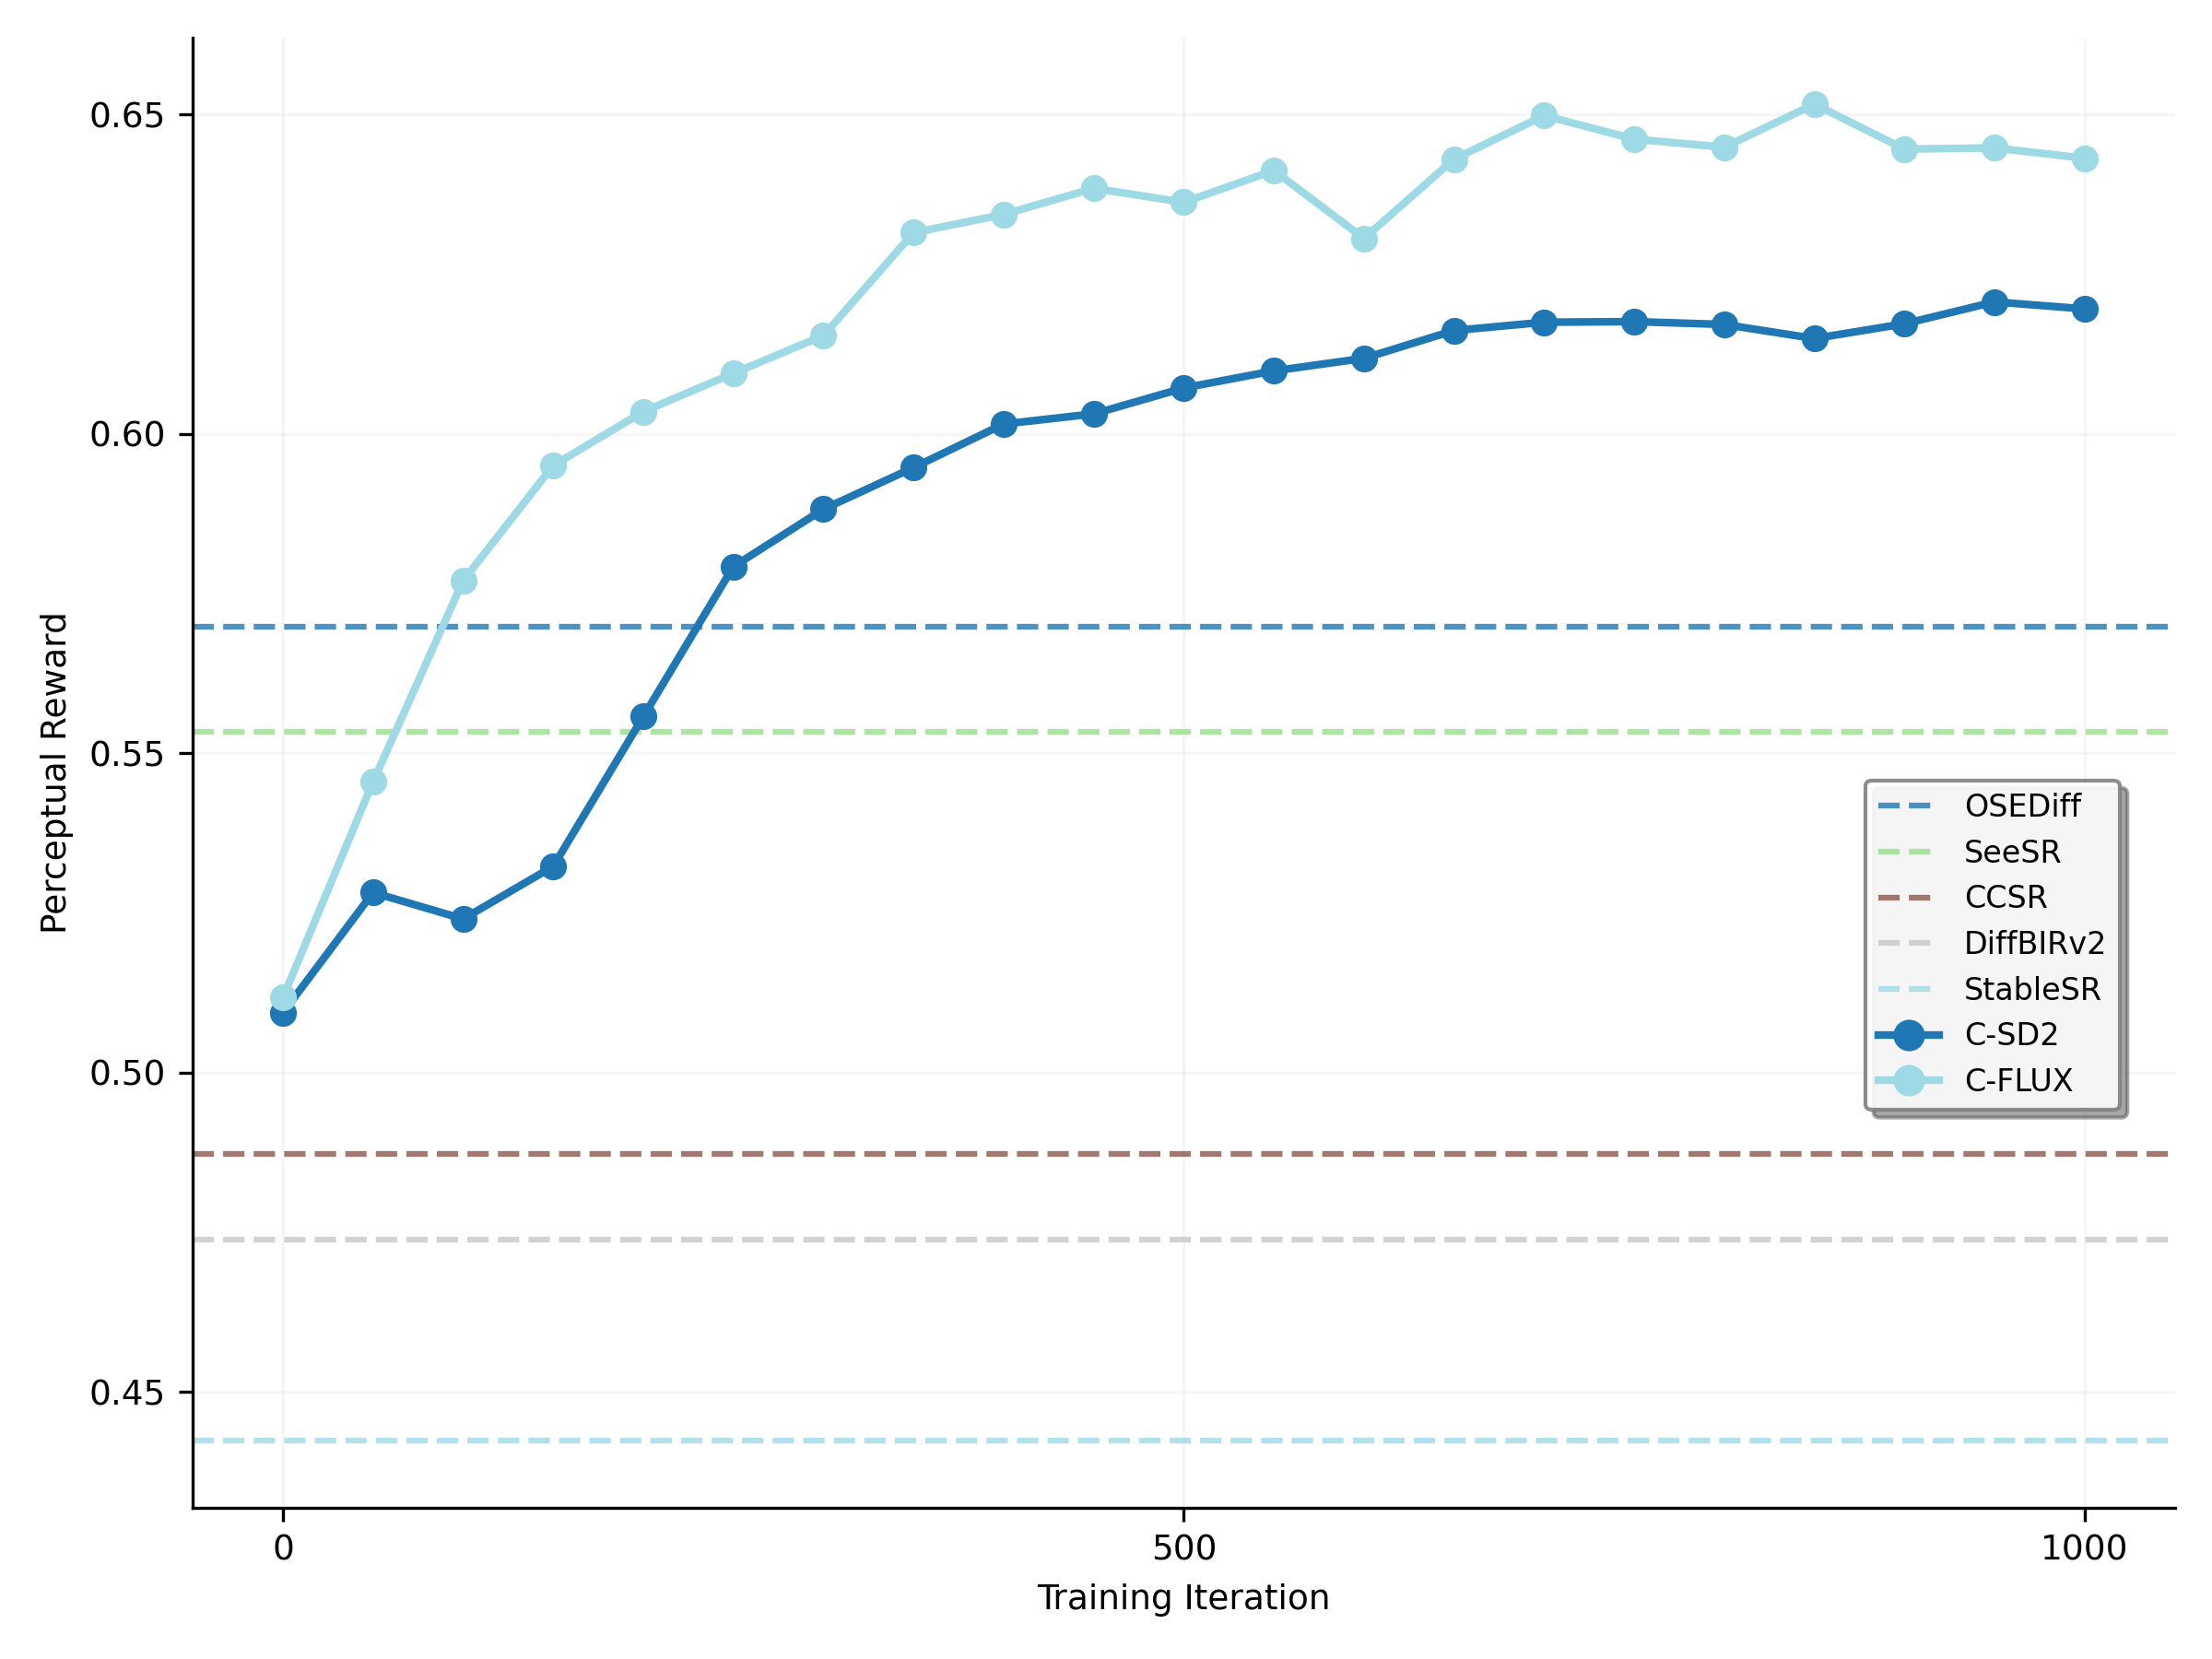 0.65
0.60
0.55
0.50
0.45
Perceptual Reward
OSEDiff
SeeSR
CCSR
DiffBIRv2
StableSR
C-SD2
C-FLUX
0
500
1000
Training Iteration